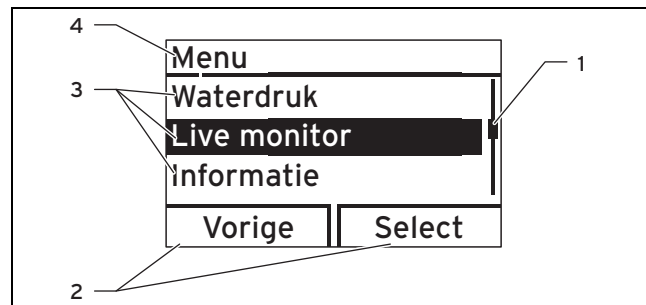 4
Menu
1
3
Waterdruk
Live monitor
Informatie
Vorige Select
2